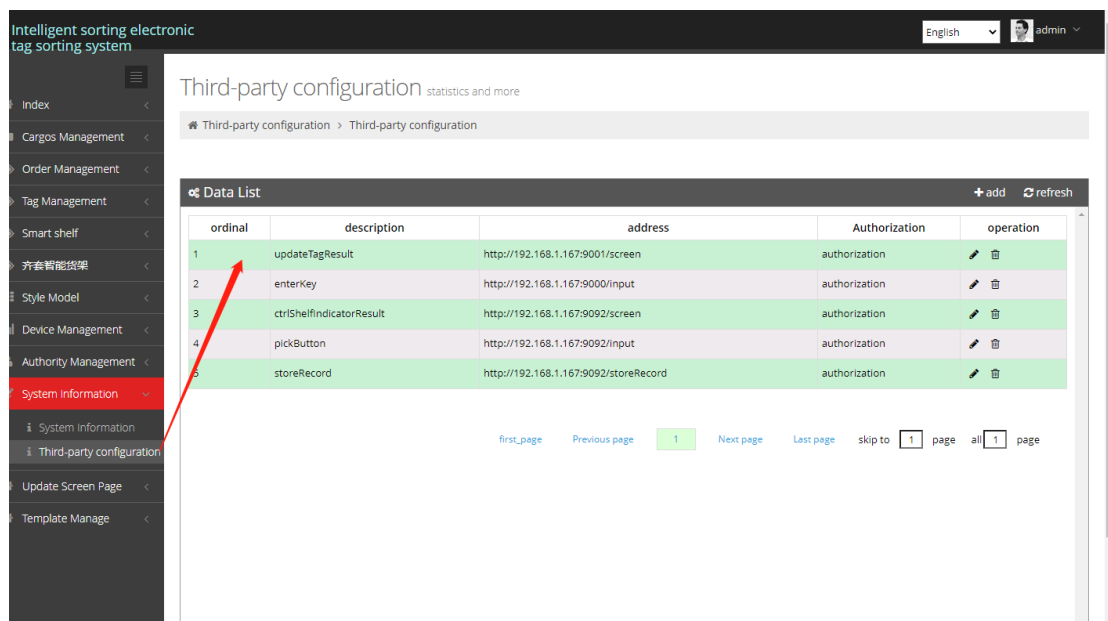 Intelligent sorting electronic
tag sorting system
English
admin
Index
Cargos Management
Order Management
Tag Management
Smart shelf
齐套智能货架
Style Model
Device Management
Authority Management
System Information
System Information
Third-party configuration
Update Screen Page
Template Manage
Third-party configuration statistics and more
Third-party configuration > Third-party configuration
Data List
add refresh
ordinal description address Authorization operation
1 updateTagResult http://192.168.1.167:9001/screen authorization
2 enterKey http://192.168.1.167:9000/input authorization
3 ctrlShelfIndicatorResult http://192.168.1.167:9092/screen authorization
4 pickButton http://192.168.1.167:9092/input authorization
5 storeRecord http://192.168.1.167:9092/storeRecord authorization
first_page Previous page 1 Next page Last page skip to 1 page all 1 page